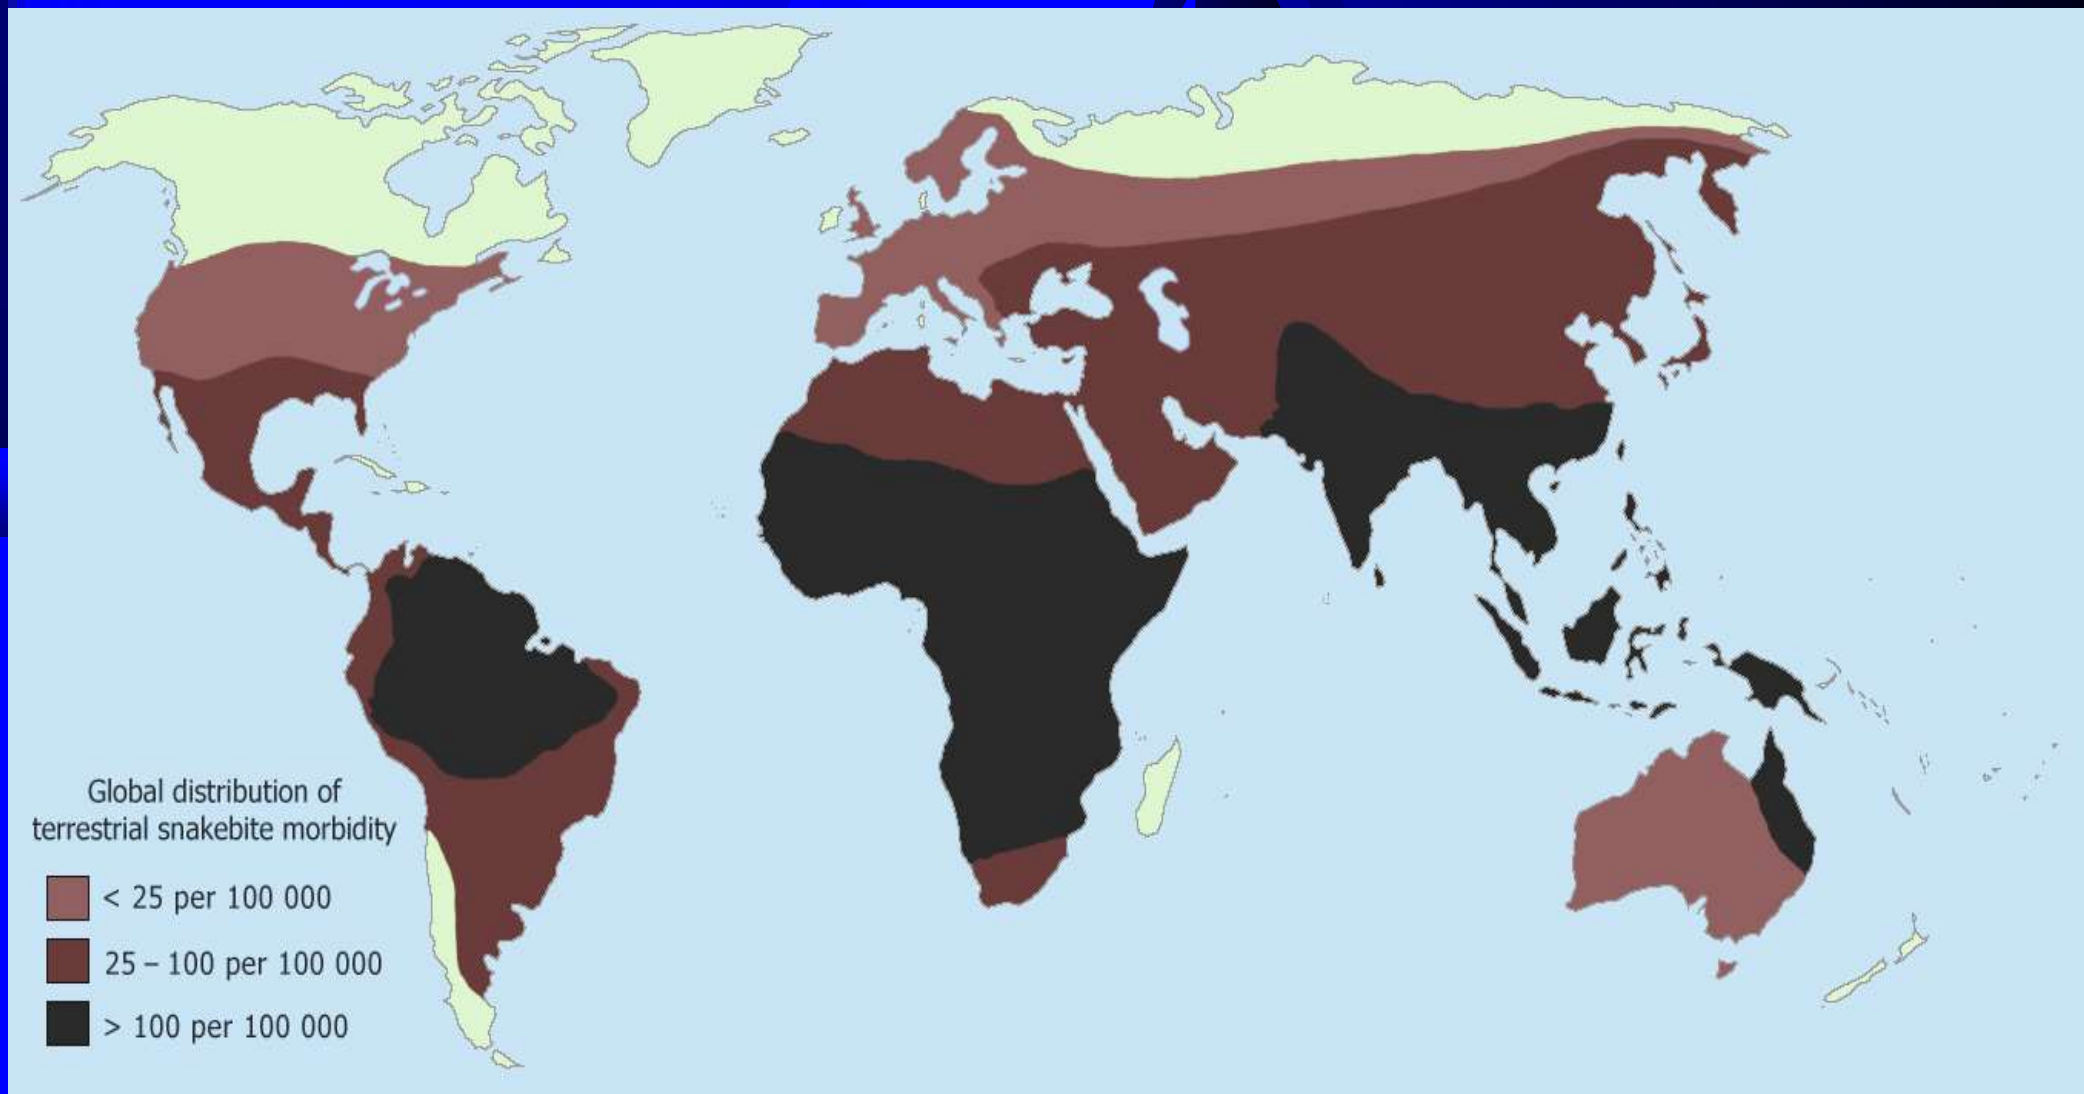 Global distribution of
terrestrial snakebite morbidity
< 25 per 100 000
25 – 100 per 100 000
> 100 per 100 000